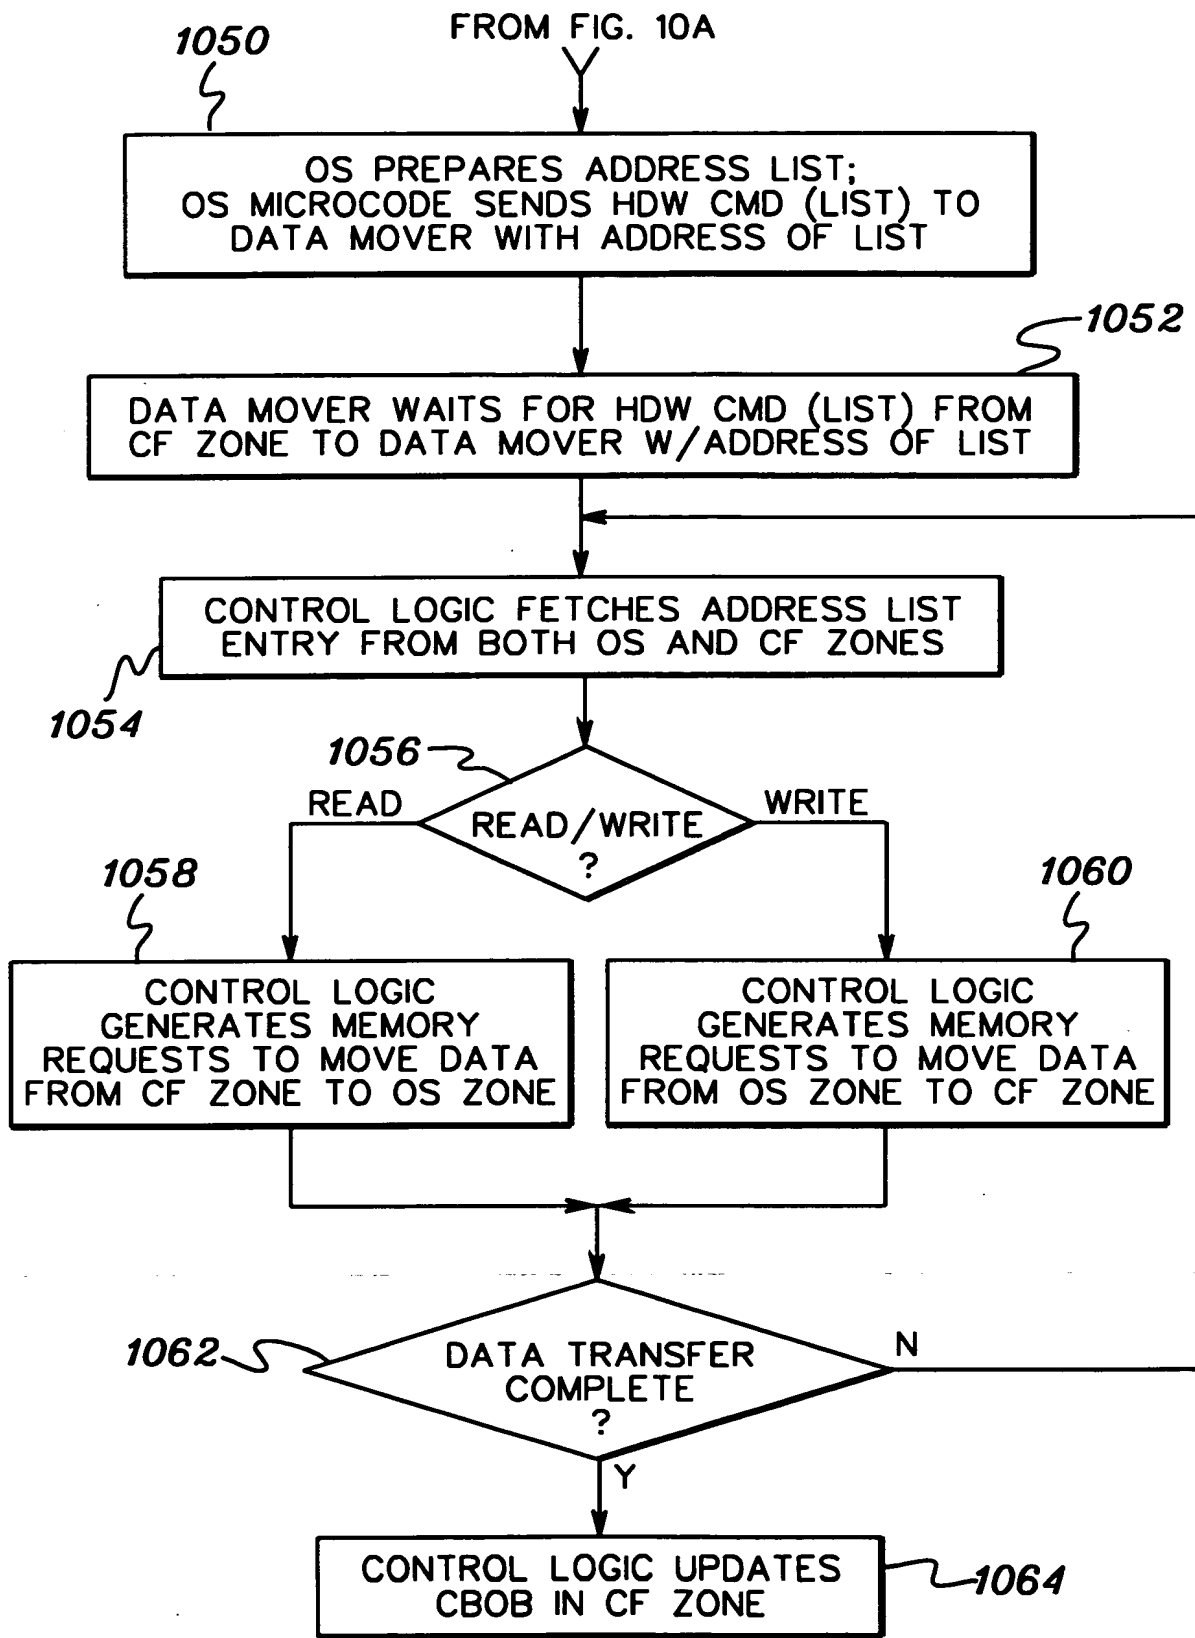 FROM FIG. 10A
1050
OS PREPARES ADDRESS LIST;
OS MICROCODE SENDS HDW CMD (LIST) TO
DATA MOVER WITH ADDRESS OF LIST
1052
DATA MOVER WAITS FOR HDW CMD (LIST) FROM
CF ZONE TO DATA MOVER W/ADDRESS OF LIST
CONTROL LOGIC FETCHES ADDRESS LIST
ENTRY FROM BOTH OS AND CF ZONES
1054
1056
READ
READ/WRITE
?
WRITE
1058
1060
CONTROL LOGIC
GENERATES MEMORY
REQUESTS TO MOVE DATA
FROM CF ZONE TO OS ZONE
CONTROL LOGIC
GENERATES MEMORY
REQUESTS TO MOVE DATA
FROM OS ZONE TO CF ZONE
1062
DATA TRANSFER
COMPLETE
?
N
Y
CONTROL LOGIC UPDATES
CBOB IN CF ZONE
1064